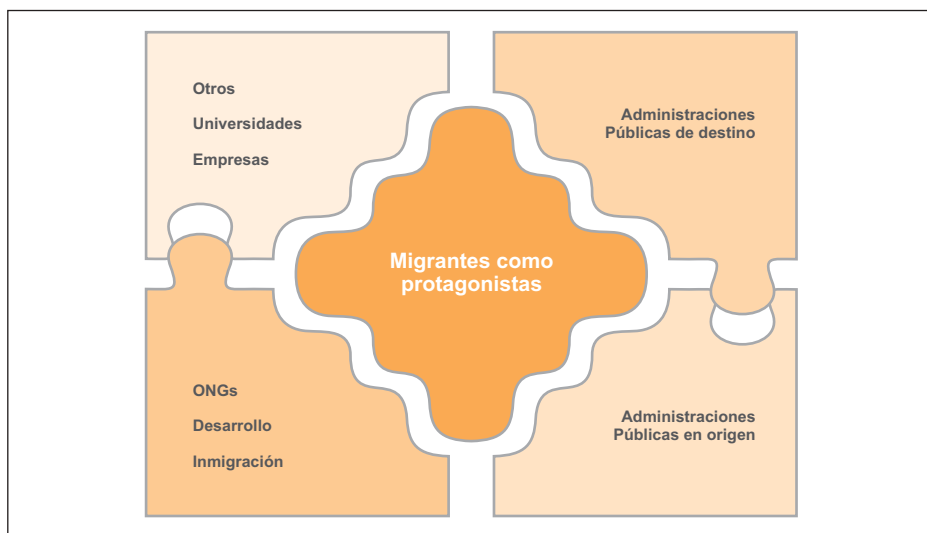 Otros
Universidades
Empresas
Administraciones
Públicas de destino
Migrantes como
protagonistas
ONGs
Desarrollo
Inmigración
Administraciones
Públicas en origen